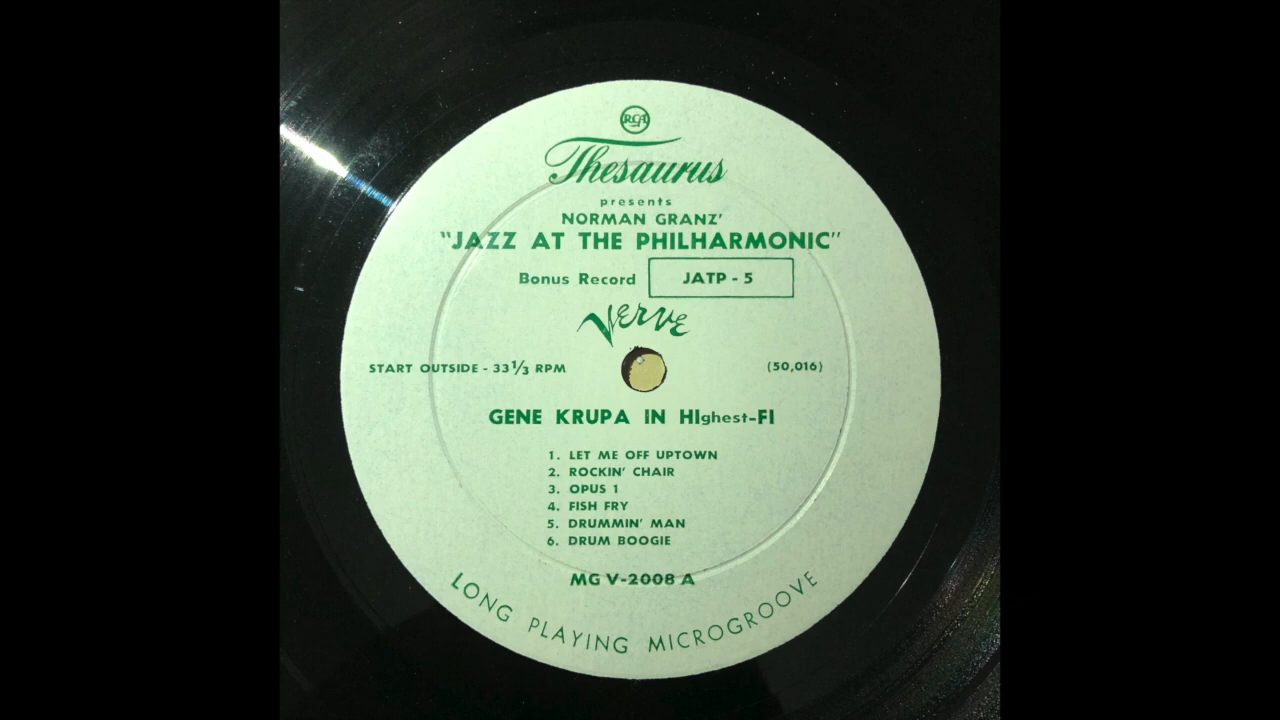 RCA
Thesaurus
presents
NORMAN GRANZ'
"JAZZ AT THE PHILHARMONIC"
Bonus Record JATP - 5
Verve
START OUTSIDE - 33 1/3 RPM (50,016)
GENE KRUPA IN HIghest-FI
1. LET ME OFF UPTOWN
2. ROCKIN' CHAIR
3. OPUS 1
4. FISH FRY
5. DRUMMIN' MAN
6. DRUM BOOGIE
MG V-2008 A
LONG PLAYING MICROGROOVE